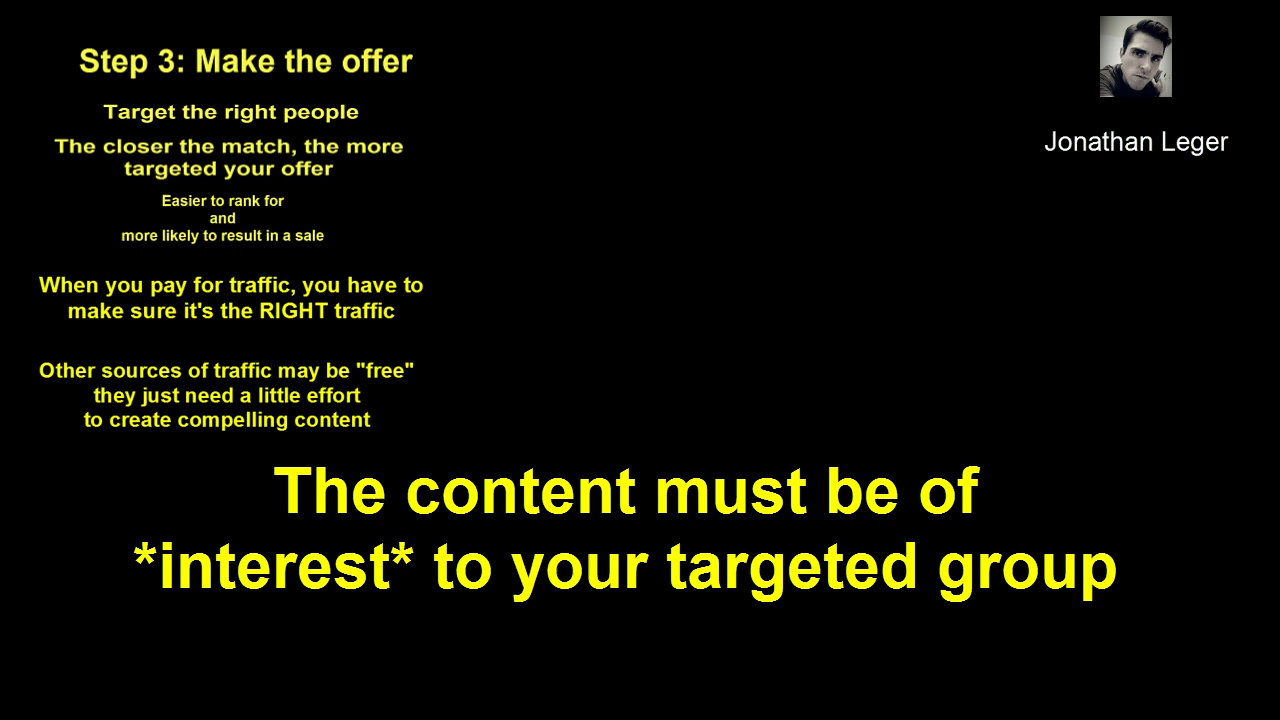 Step 3: Make the offer
Target the right people
The closer the match, the more
targeted your offer
Easier to rank for
and
more likely to result in a sale
When you pay for traffic, you have to
make sure it's the RIGHT traffic
Other sources of traffic may be "free"
they just need a little effort
to create compelling content
The content must be of
*interest* to your targeted group
Jonathan Leger